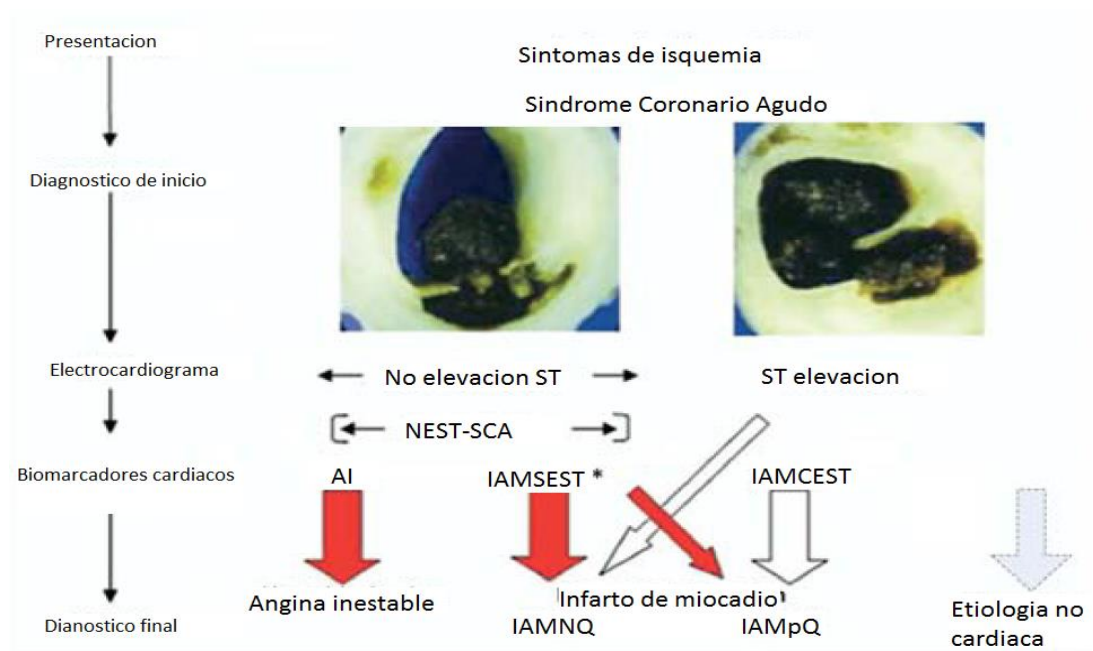 Presentacion
Sintomas de isquemia
Sindrome Coronario Agudo
Diagnostico de inicio
Electrocardiograma
No elevacion ST
ST elevacion
NEST-SCA
Biomarcadores cardiacos
AI
IAMSEST *
IAMCEST
Angina inestable
Infarto de miocadio
IAMNQ
IAMpQ
Etiologia no
cardiaca
Dianostico final